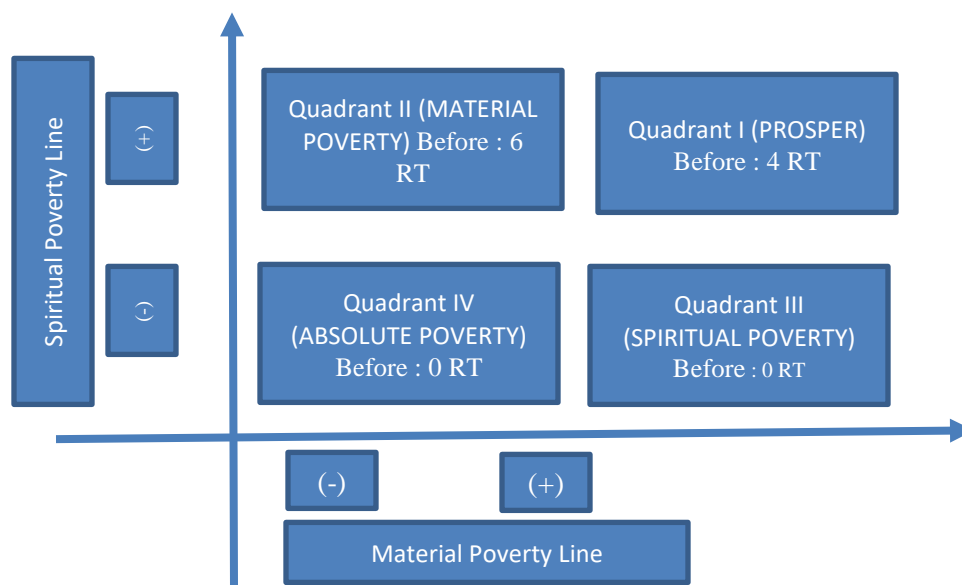 Spiritual Poverty Line
(+)
(-)
Quadrant II (MATERIAL
POVERTY) Before : 6
RT
Quadrant I (PROSPER)
Before : 4 RT
Quadrant IV
(ABSOLUTE POVERTY)
Before : 0 RT
Quadrant III
(SPIRITUAL POVERTY)
Before : 0 RT
(-)
(+)
Material Poverty Line